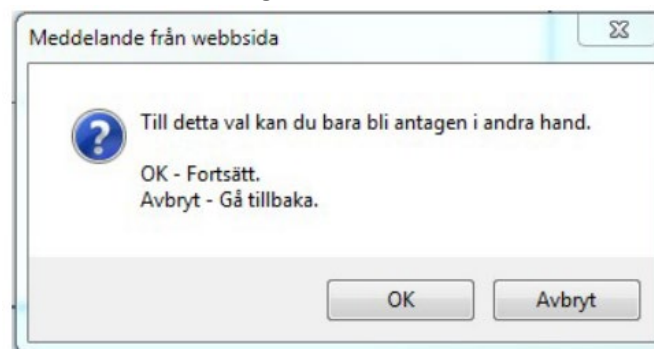 Meddelande från webbsida
Till detta val kan du bara bli antagen i andra hand.
OK - Fortsätt.
Avbryt - Gå tillbaka.
OK
Avbryt